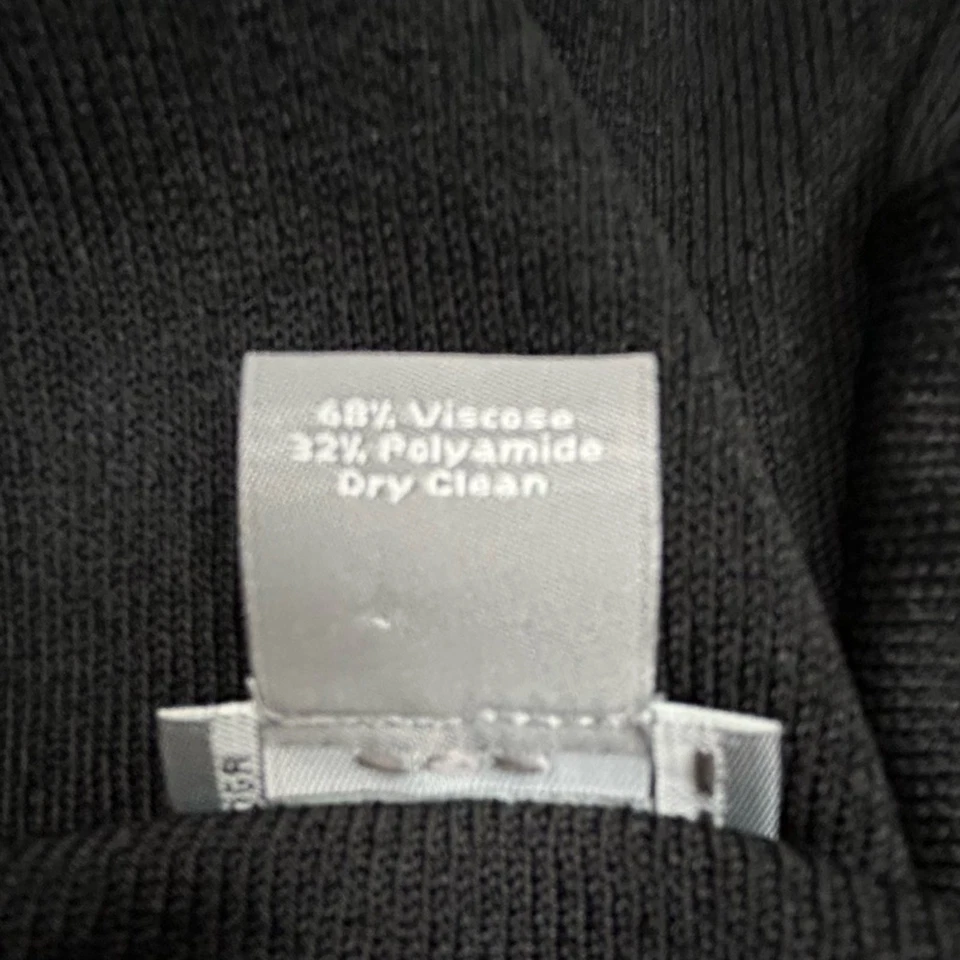 68% Viscose
32% Polyamide
Dry Clean